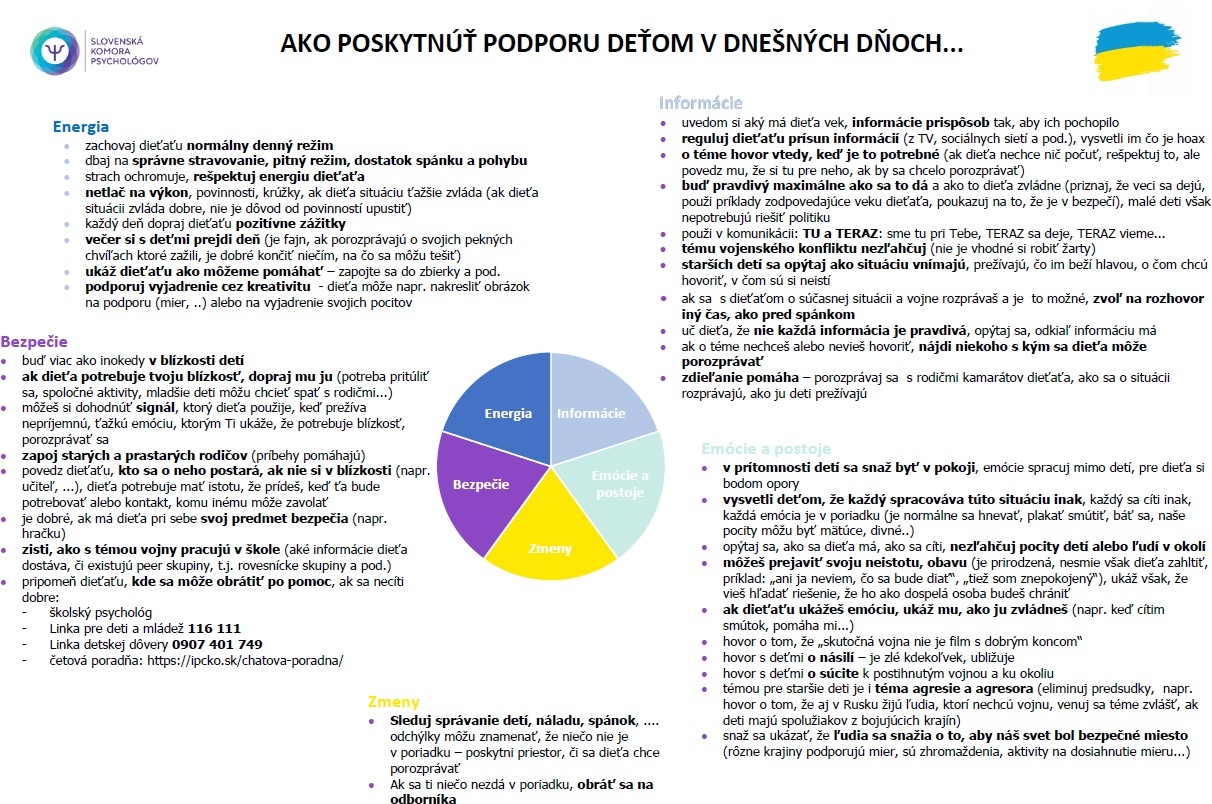 SLOVENSKÁ
KOMORA
PSYCHOLÓGOV
AKO POSKYTNÚŤ PODPORU DEŤOM V DNEŠNÝCH DŇOCH...
Energia
zachovaj dieťaťu normálny denný režim
dbaj na správne stravovanie, pitný režim, dostatok spánku a pohybu
strach ochromuje, rešpektuj energiu dieťaťa
netlač na výkon, povinnosti, krúžky, ak dieťa situáciu ťažšie zvláda (ak dieťa
situácii zvláda dobre, nie je dôvod od povinností upustiť)
každý deň dopraj dieťaťu pozitívne zážitky
večer si s deťmi prejdi deň (je fajn, ak porozprávajú o svojich pekných
chvíľach ktoré zažili, je dobré končiť niečím, na čo sa môžu tešiť)
ukáž dieťaťu ako môžeme pomáhať – zapojte sa do zbierky a pod.
podporuj vyjadrenie cez kreativitu - dieťa môže napr. nakresliť obrázok
na podporu (mier, ..) alebo na vyjadrenie svojich pocitov
Bezpečie
buď viac ako inokedy v blízkosti detí
ak dieťa potrebuje tvoju blízkosť, dopraj mu ju (potreba pritúliť
sa, spoločné aktivity, mladšie deti môžu chcieť spať s rodičmi...)
môžeš si dohodnúť signál, ktorý dieťa použije, keď prežíva
nepríjemnú, ťažkú emóciu, ktorým Ti ukáže, že potrebuje blízkosť,
porozprávať sa
zapoj starých a prastarých rodičov (príbehy pomáhajú)
povedz dieťaťu, kto sa o neho postará, ak nie si v blízkosti (napr.
učiteľ, ...), dieťa potrebuje mať istotu, že prídeš, keď ťa bude
potrebovať alebo kontakt, komu inému môže zavolať
je dobré, ak má dieťa pri sebe svoj predmet bezpečia (napr.
hračku)
zisti, ako s témou vojny pracujú v škole (aké informácie dieťa
dostáva, či existujú peer skupiny, t.j. rovesnícke skupiny a pod.)
pripomeň dieťaťu, kde sa môže obrátiť po pomoc, ak sa necíti
dobre:
- školský psychológ
- Linka pre deti a mládež 116 111
- Linka detskej dôvery 0907 401 749
- četová poradňa: https://ipcko.sk/chatova-poradna/
Energia
Informácie
Bezpečie
Emócie a
postoje
Zmeny
Zmeny
Sleduj správanie detí, náladu, spánok, ....
odchýlky môžu znamenať, že niečo nie je
v poriadku – poskytni priestor, či sa dieťa chce
porozprávať
Ak sa ti niečo nezdá v poriadku, obráť sa na
odborníka
Informácie
uvedom si aký má dieťa vek, informácie prispôsob tak, aby ich pochopilo
reguluj dieťaťu prísun informácií (z TV, sociálnych sietí a pod.), vysvetli im čo je hoax
o téme hovor vtedy, keď je to potrebné (ak dieťa nechce nič počuť, rešpektuj to, ale
povedz mu, že si tu pre neho, ak by sa chcelo porozprávať)
buď pravdivý maximálne ako sa to dá a ako to dieťa zvládne (priznaj, že veci sa dejú,
použi príklady zodpovedajúce veku dieťaťa, poukazuj na to, že je v bezpečí), malé deti však
nepotrebujú riešiť politiku
použi v komunikácii: TU a TERAZ: sme tu pri Tebe, TERAZ sa deje, TERAZ vieme...
tému vojenského konfliktu nezľahčuj (nie je vhodné si robiť žarty)
starších detí sa opýtaj ako situáciu vnímajú, prežívajú, čo im beží hlavou, o čom chcú
hovoriť, v čom sú si neistí
ak sa s dieťaťom o súčasnej situácii a vojne rozprávaš a je to možné, zvoľ na rozhovor
iný čas, ako pred spánkom
uč dieťa, že nie každá informácia je pravdivá, opýtaj sa, odkiaľ informáciu má
ak o téme nechceš alebo nevieš hovoriť, nájdi niekoho s kým sa dieťa môže
porozprávať
zdieľanie pomáha – porozprávaj sa s rodičmi kamarátov dieťaťa, ako sa o situácii
rozprávajú, ako ju deti prežívajú
Emócie a postoje
v prítomnosti detí sa snaž byť v pokoji, emócie spracuj mimo detí, pre dieťa si
bodom opory
vysvetli deťom, že každý spracováva túto situáciu inak, každý sa cíti inak,
každá emócia je v poriadku (je normálne sa hnevať, plakať smútiť, báť sa, naše
pocity môžu byť mätúce, divné..)
opýtaj sa, ako sa dieťa má, ako sa cíti, nezľahčuj pocity detí alebo ľudí v okolí
môžeš prejaviť svoju neistotu, obavu (je prirodzená, nesmie však dieťa zahltiť,
príklad: „ani ja neviem, čo sa bude diať“, „tiež som znepokojený“), ukáž však, že
vieš hľadať riešenie, že ho ako dospelá osoba budeš chrániť
ak dieťaťu ukážeš emóciu, ukáž mu, ako ju zvládneš (napr. keď cítim
smútok, pomáha mi...)
hovor o tom, že „skutočná vojna nie je film s dobrým koncom“
hovor s deťmi o násilí – je zlé kdekoľvek, ubližuje
hovor s deťmi o súcite k postihnutým vojnou a ku okoliu
témou pre staršie deti je i téma agresie a agresora (eliminuj predsudky, napr.
hovor o tom, že aj v Rusku žijú ľudia, ktorí nechcú vojnu, venuj sa téme zvlášť, ak
deti majú spolužiakov z bojujúcich krajín)
snaž sa ukázať, že ľudia sa snažia o to, aby náš svet bol bezpečné miesto
(rôzne krajiny podporujú mier, sú zhromaždenia, aktivity na dosiahnutie mieru...)